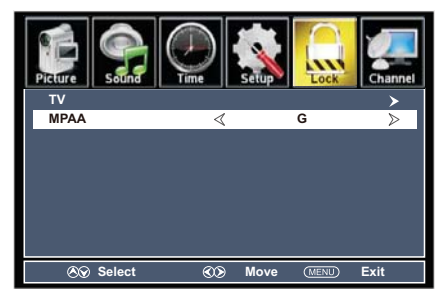 Picture Sound Time Setup Lock Channel
TV
MPAA G
Select Move MENU Exit